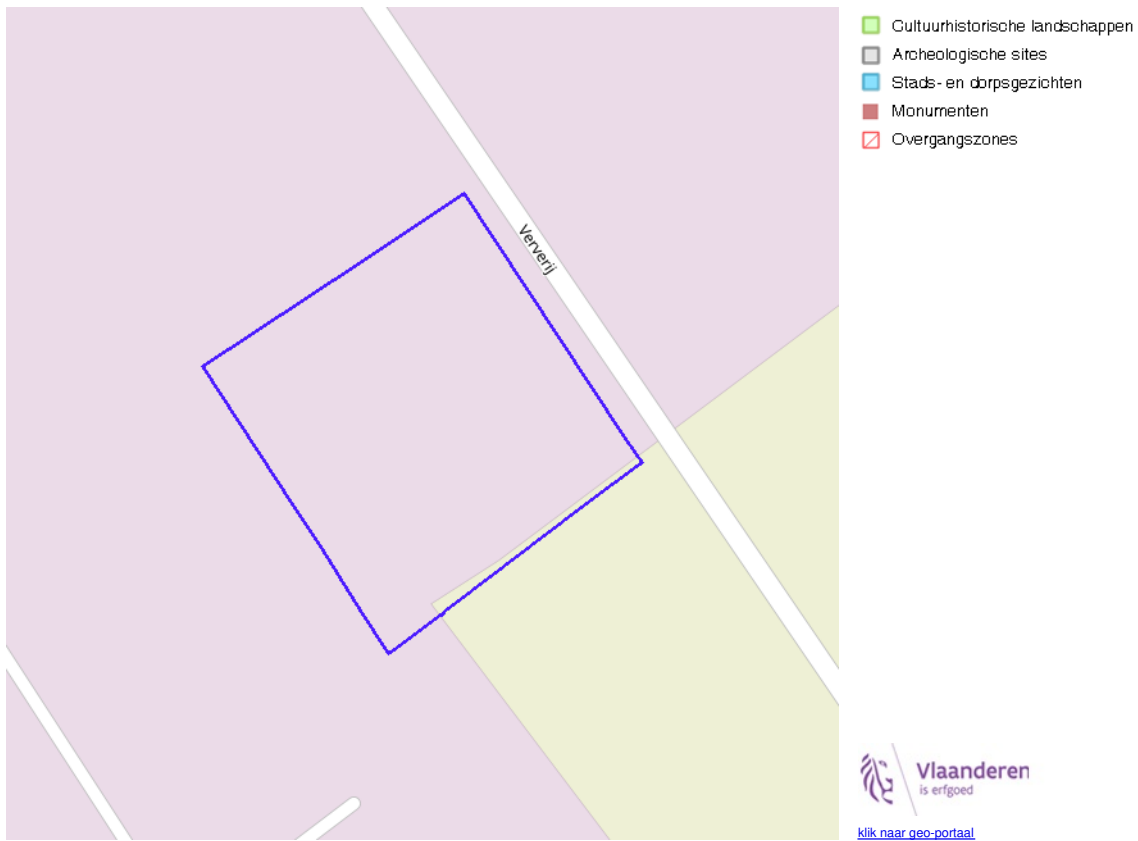 Ververij
Cultuurhistorische landschappen
Archeologische sites
Stads- en dorpsgezichten
Monumenten
Overgangszones
Vlaanderen
is erfgoed
klik naar geo-portaal